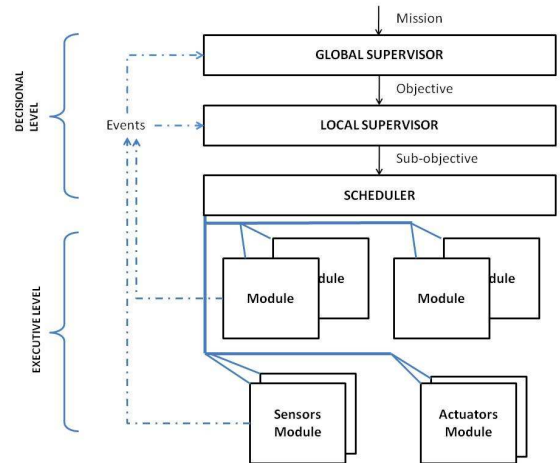 Mission
GLOBAL SUPERVISOR
Objective
DECISIONAL
LEVEL
Events
LOCAL SUPERVISOR
Sub-objective
SCHEDULER
EXECUTIVE LEVEL
Module
dule
Module
dule
Sensors
Module
Actuators
Module